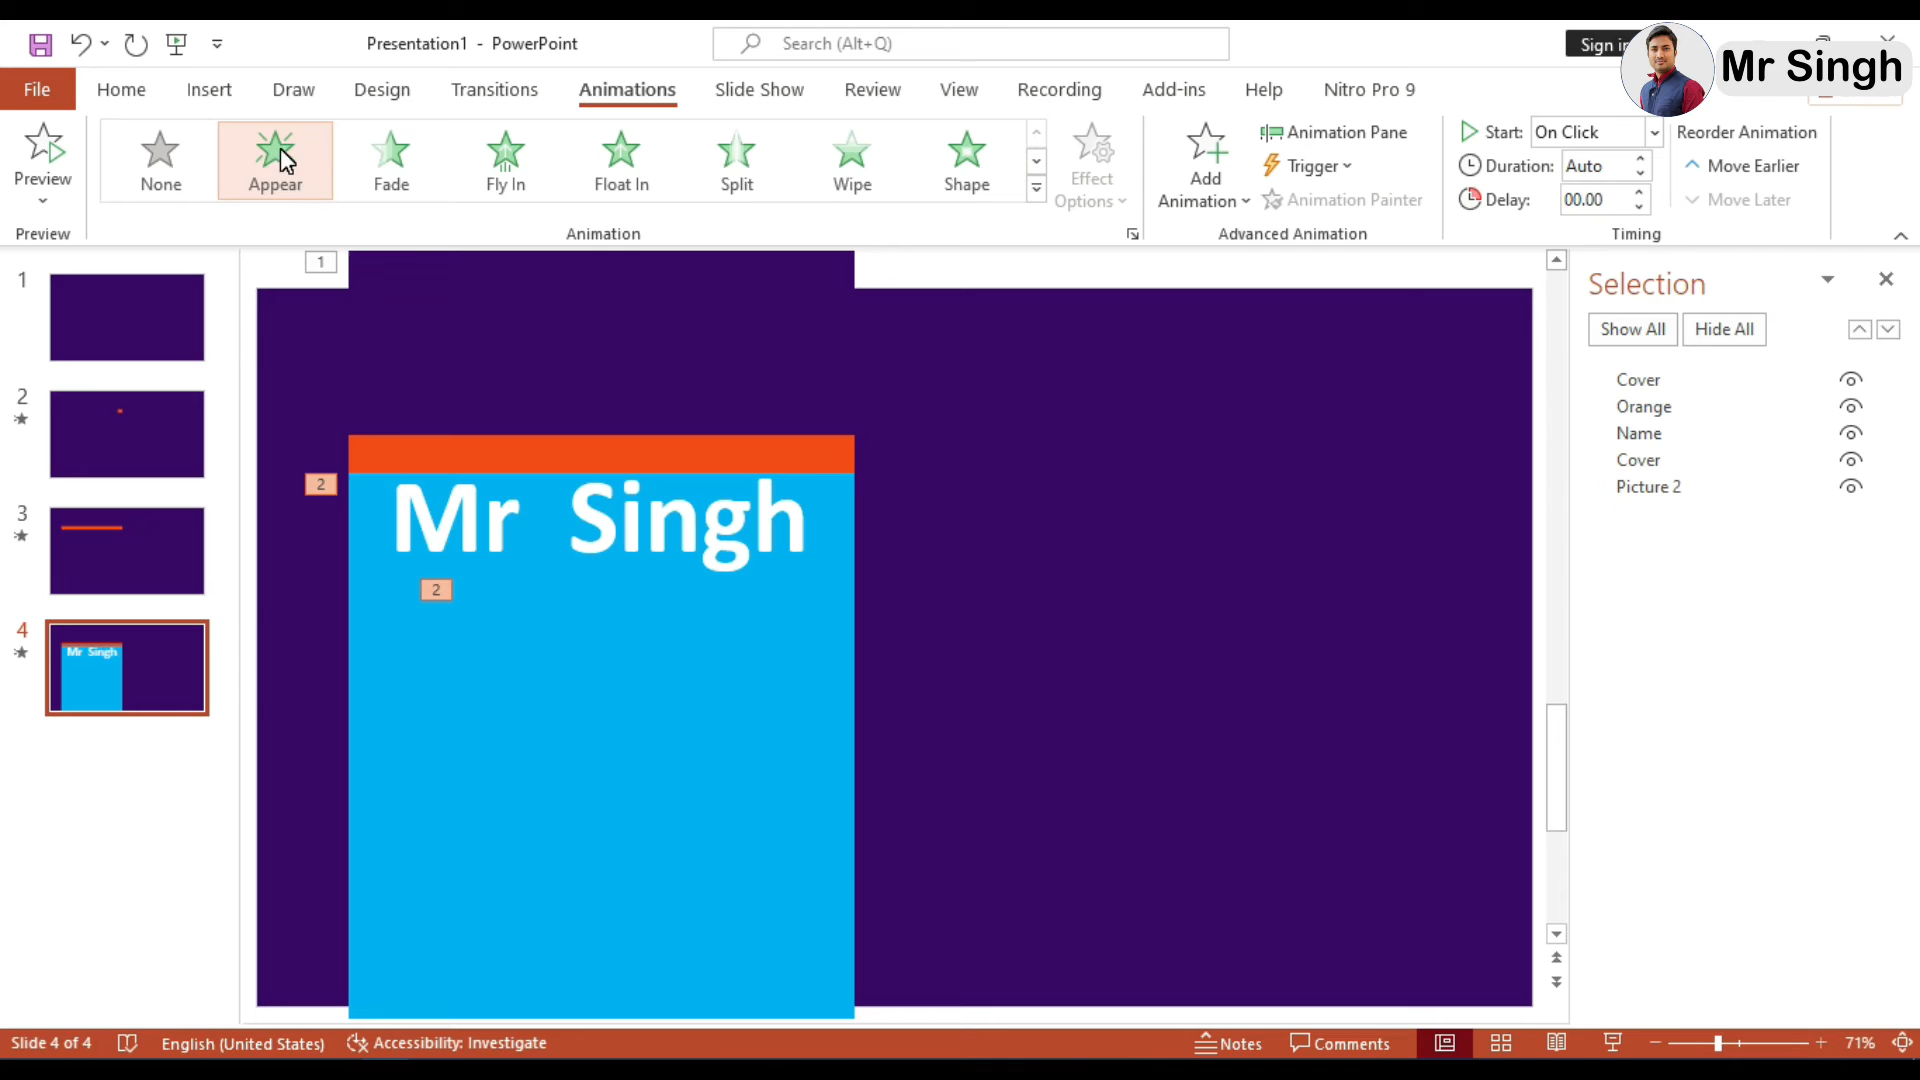 Presentation1 - PowerPoint
Search (Alt+Q)
Mr Singh
File Home Insert Draw Design Transitions Animations Slide Show Review View Recording Add-ins Help Nitro Pro 9
Preview
None Appear Fade Fly In Float In Split Wipe Shape
Effect
Options
Add
Animation
Animation Pane
Trigger
Animation Painter
Start: On Click
Duration: Auto
Delay: 00.00
Reorder Animation
Move Earlier
Move Later
Preview Animation Advanced Animation Timing
1
2
3
4
Mr Singh
1
2
Mr Singh
2
Selection
Show All Hide All
Cover
Orange
Name
Cover
Picture 2
Slide 4 of 4 English (United States) Accessibility: Investigate Notes Comments 71%